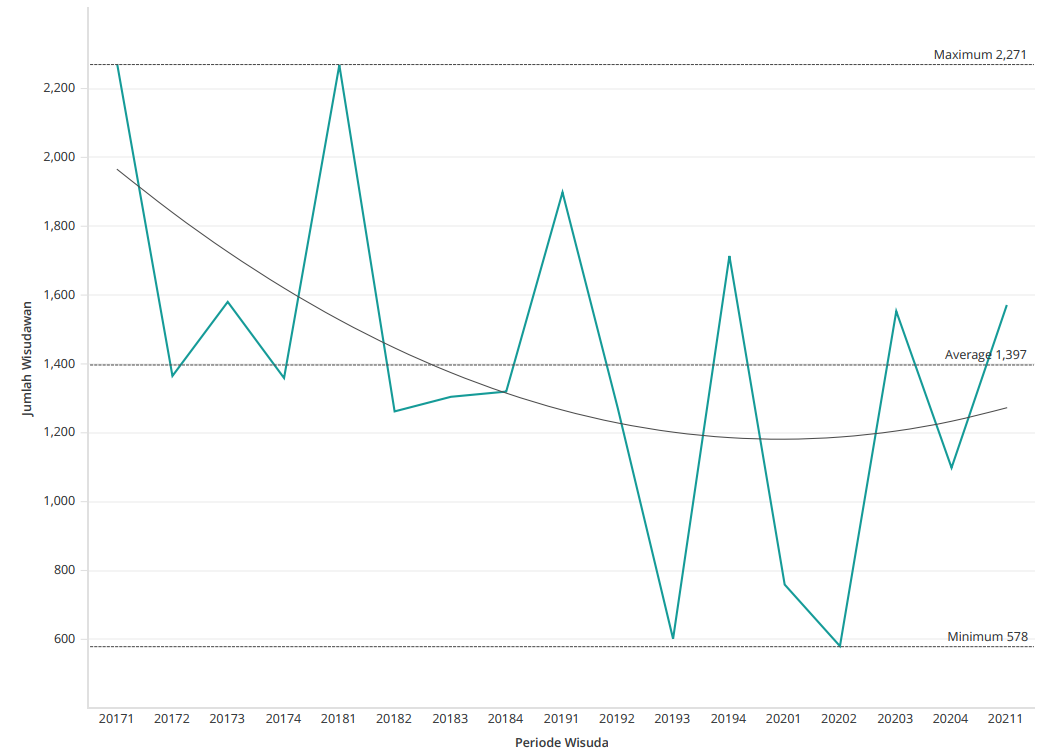 Maximum 2,271
2,200
2,000
1,800
1,600
Average 1,397
1,400
1,200
1,000
800
Minimum 578
600
Jumlah Wisudawan
20171 20172 20173 20174 20181 20182 20183 20184 20191 20192 20193 20194 20201 20202 20203 20204 20211
Periode Wisuda